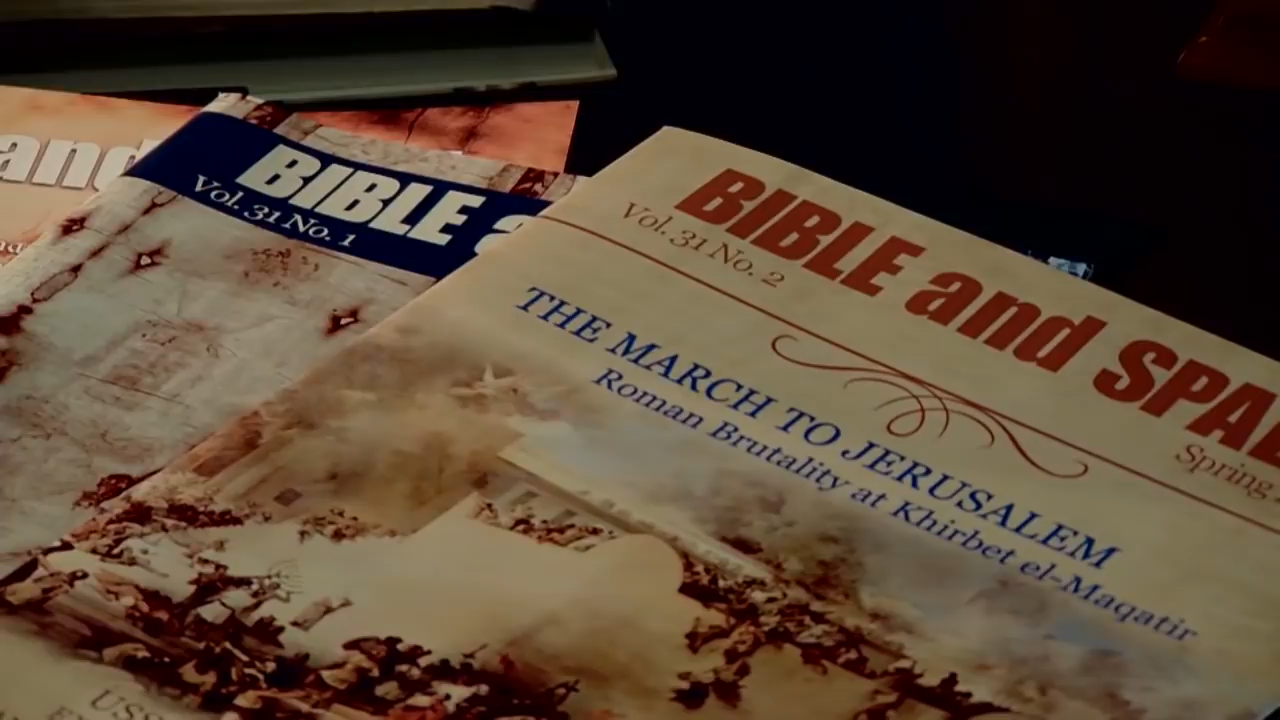 and
BIBLE
Vol. 31 No. 1
BIBLE and SPA
Vol. 31 No. 2
Spring
THE MARCH TO JERUSALEM
Roman Brutality at Khirbet el-Maqatir
USS